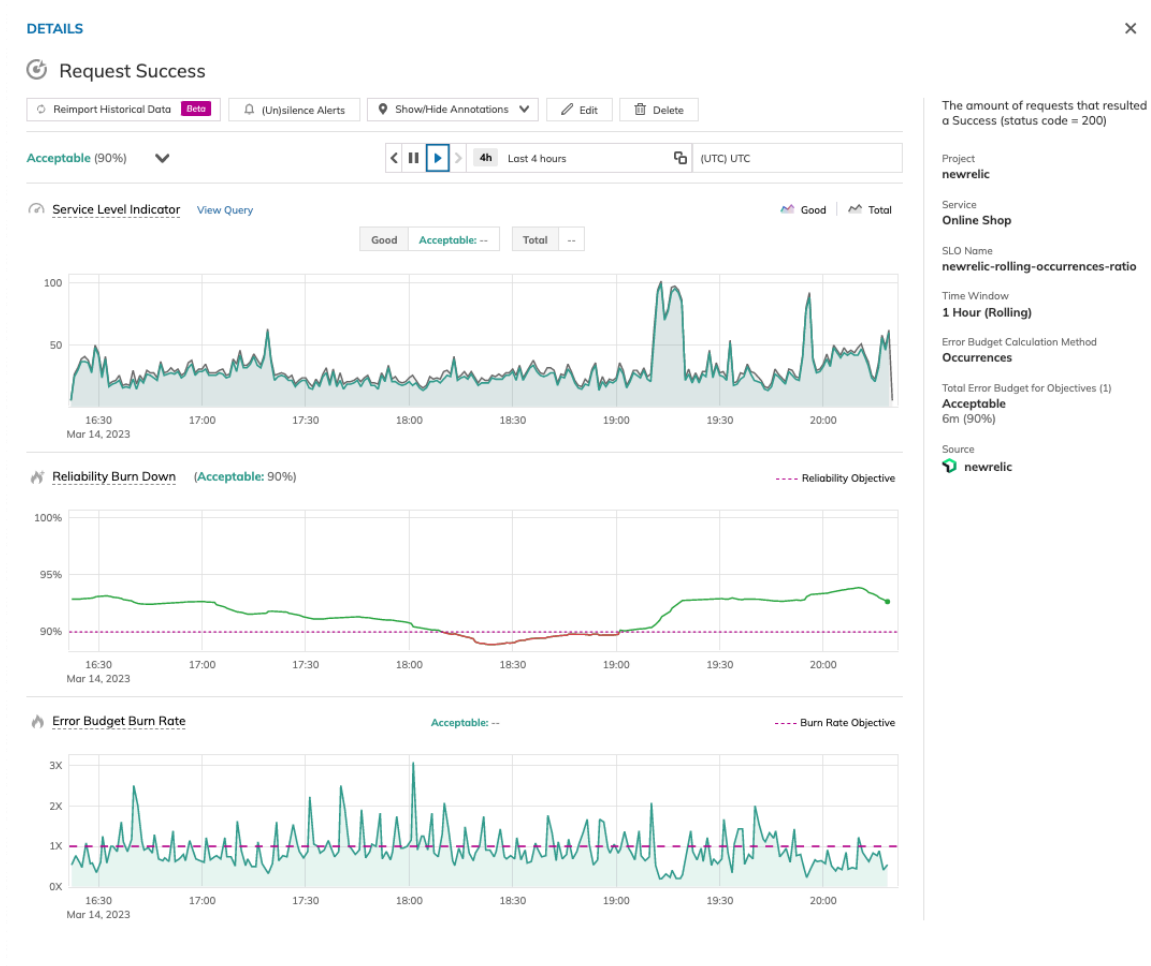 DETAILS
Request Success
Reimport Historical Data Beta
(Un)silence Alerts
Show/Hide Annotations
Edit
Delete
Acceptable (90%)
4h Last 4 hours
(UTC) UTC
Service Level Indicator View Query
Good Total
Good Acceptable: -- Total --
100
50
16:30 17:00 17:30 18:00 18:30 19:00 19:30 20:00
Mar 14, 2023
Reliability Burn Down (Acceptable: 90%)
Reliability Objective
100%
95%
90%
16:30 17:00 17:30 18:00 18:30 19:00 19:30 20:00
Mar 14, 2023
Error Budget Burn Rate Acceptable: --
Burn Rate Objective
3X
2X
1X
0X
16:30 17:00 17:30 18:00 18:30 19:00 19:30 20:00
Mar 14, 2023
The amount of requests that resulted
a Success (status code = 200)
Project
newrelic
Service
Online Shop
SLO Name
newrelic-rolling-occurrences-ratio
Time Window
1 Hour (Rolling)
Error Budget Calculation Method
Occurrences
Total Error Budget for Objectives (1)
Acceptable
6m (90%)
Source
newrelic